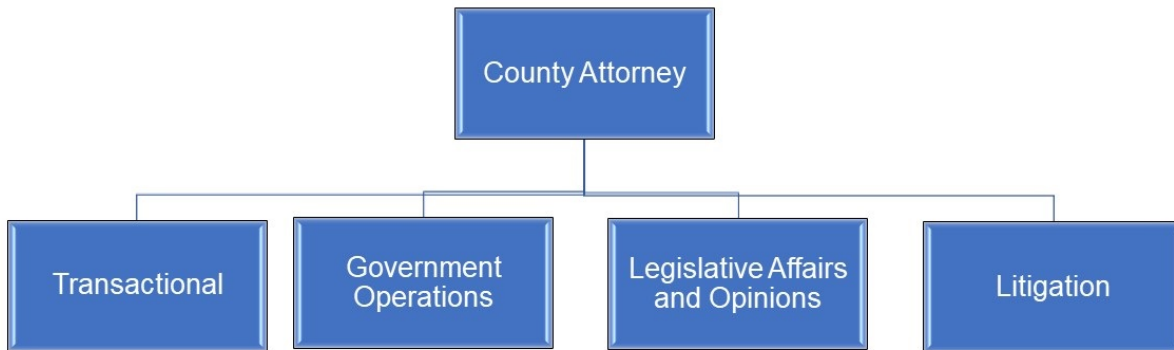 County Attorney
Transactional
Government
Operations
Legislative Affairs
and Opinions
Litigation